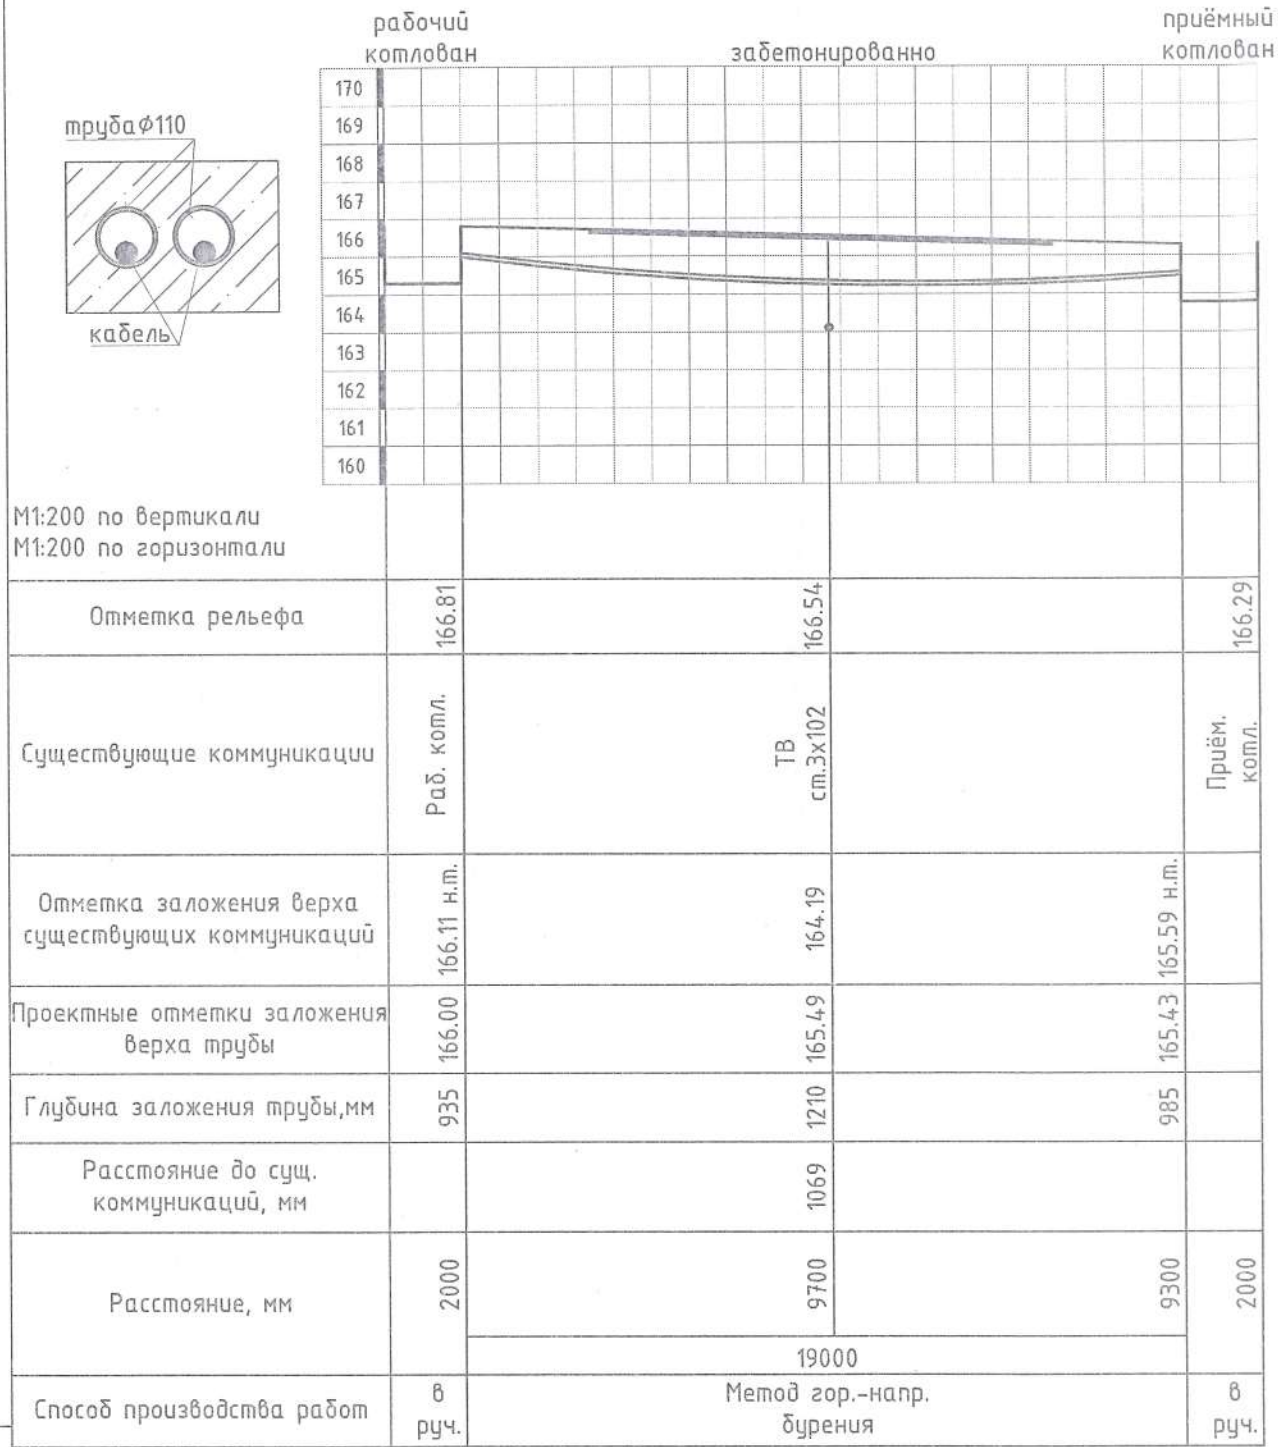 рабочий
котлован
забетонированно
приёмный
котлован
трубаϕ110
кабель
170
169
168
167
166
165
164
163
162
161
160
М1:200 по вертикали
М1:200 по горизонтали
Отметка рельефа
166.81
166.54
166.29
Существующие коммуникации
Раб. котл.
ТВ
ст.3х102
Приём.
котл.
Отметка заложения верха
существующих коммуникаций
166.11 н.т.
164.19
165.59 н.т.
Проектные отметки заложения
верха трубы
166.00
165.49
165.43
Глубина заложения трубы,мм
935
1210
985
Расстояние до сущ.
коммуникаций, мм
1069
Расстояние, мм
2000
9700
9300
2000
19000
Способ производства работ
в
руч.
Метод гор.-напр.
бурения
в
руч.